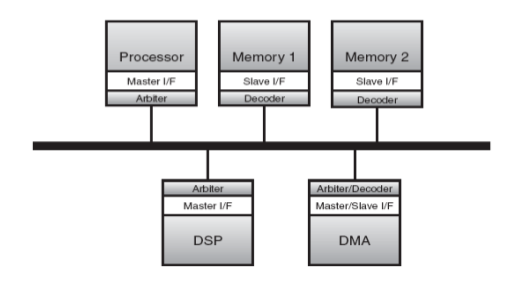 Processor
Master I/F
Arbiter
Memory 1
Slave I/F
Decoder
Memory 2
Slave I/F
Decoder
Arbiter
Master I/F
DSP
Arbiter/Decoder
Master/Slave I/F
DMA